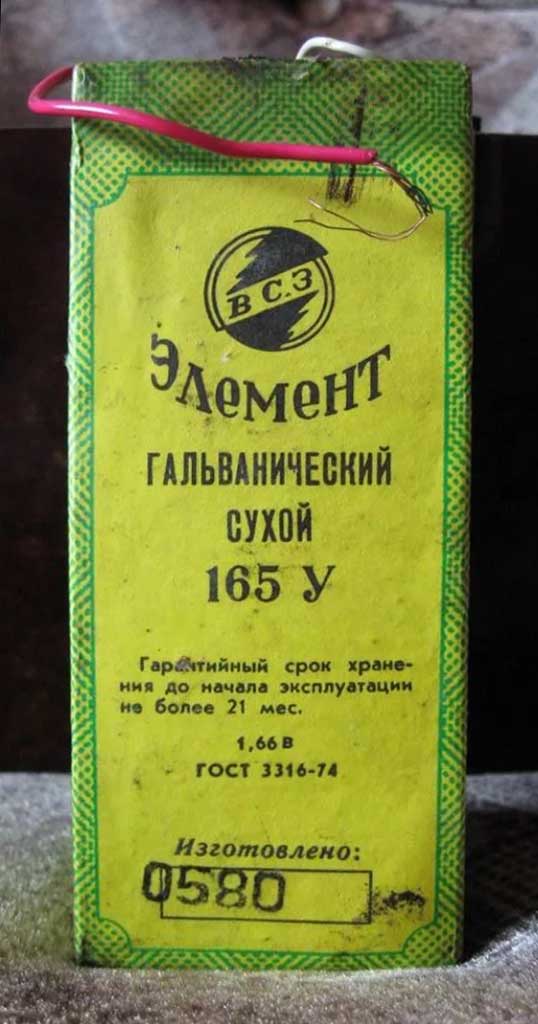 В С.З
Элемент
ГАЛЬВАНИЧЕСКИЙ
СУХОЙ
165 У
Гарантийный срок хране-
ния до начала эксплуатации
не более 21 мес.
1,66 В
ГОСТ 3316-74
Изготовлено:
0580